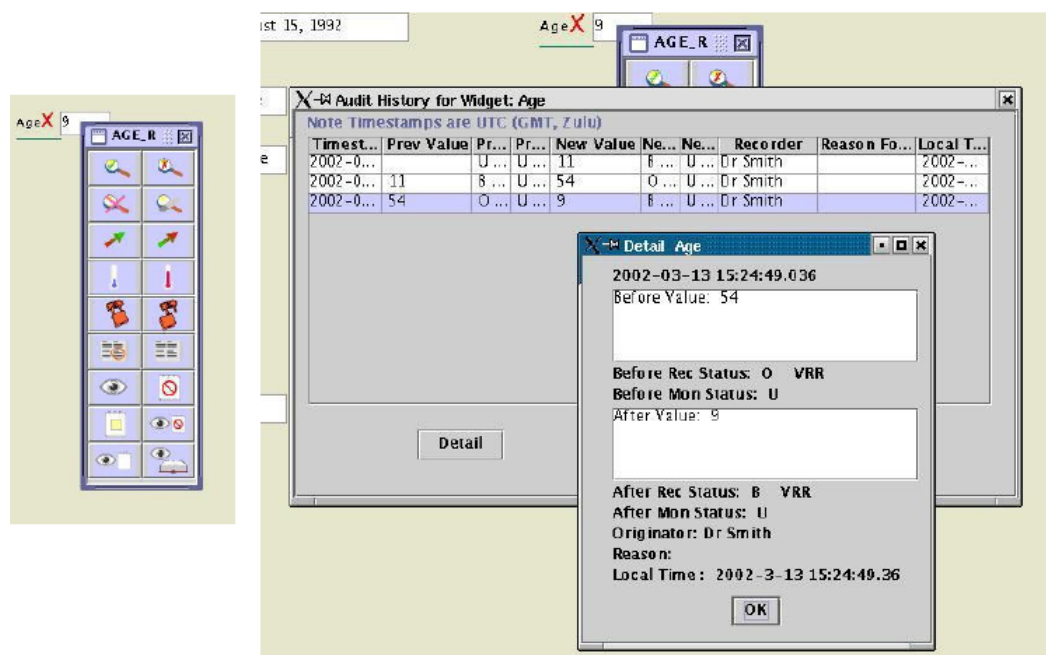 AgeX 9
AGE_R
ust 15, 1992
AgeX 9
AGE_R
Audit History for Widget: Age
Note Timestamps are UTC (GMT, Zulu)
Timest... Prev Value Pr... Pr... New Value Ne... Ne... Recorder Reason Fo... Local T...
2002-0... U ... U ... 11 B ... U ... Dr Smith 2002-...
2002-0... 11 B ... U ... 54 O ... U ... Dr Smith 2002-...
2002-0... 54 O ... U ... 9 B ... U ... Dr Smith 2002-...
Detail
Detail Age
2002-03-13 15:24:49.036
Before Value: 54
Before Rec Status: O VRR
Before Mon Status: U
After Value: 9
After Rec Status: B VRR
After Mon Status: U
Originator: Dr Smith
Reason:
Local Time: 2002-3-13 15:24:49.36
OK